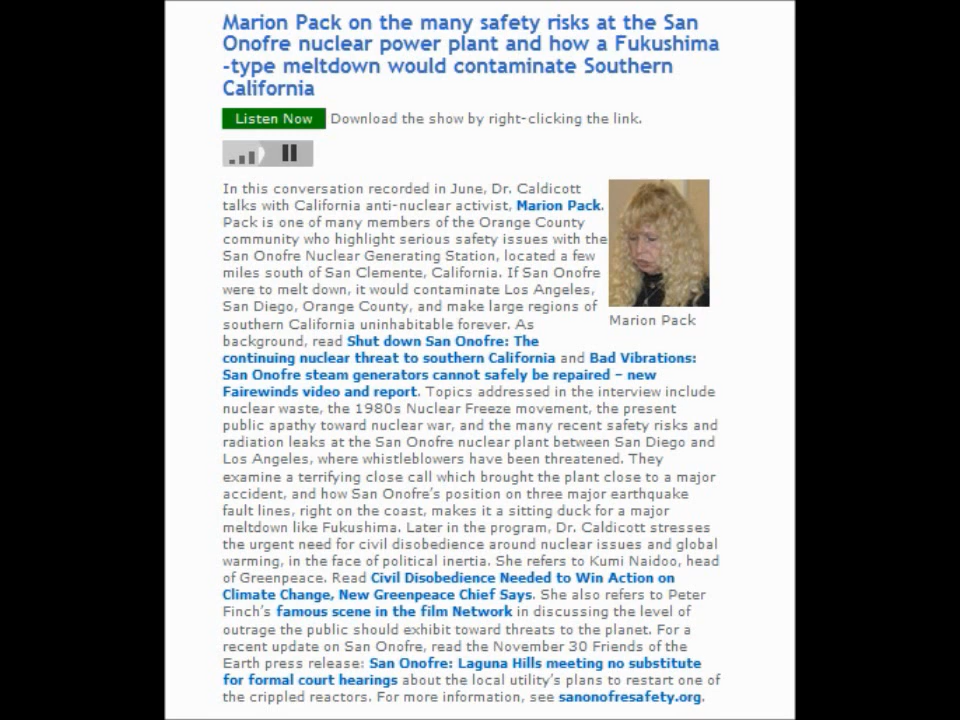 Marion Pack on the many safety risks at the San
Onofre nuclear power plant and how a Fukushima
-type meltdown would contaminate Southern
California
Listen Now Download the show by right-clicking the link.
In this conversation recorded in June, Dr. Caldicott
talks with California anti-nuclear activist, Marion Pack.
Pack is one of many members of the Orange County
community who highlight serious safety issues with the
San Onofre Nuclear Generating Station, located a few
miles south of San Clemente, California. If San Onofre
were to melt down, it would contaminate Los Angeles,
San Diego, Orange County, and make large regions of
southern California uninhabitable forever. As
Marion Pack
background, read Shut down San Onofre: The
continuing nuclear threat to southern California and Bad Vibrations:
San Onofre steam generators cannot safely be repaired – new
Fairewinds video and report. Topics addressed in the interview include
nuclear waste, the 1980s Nuclear Freeze movement, the present
public apathy toward nuclear war, and the many recent safety risks and
radiation leaks at the San Onofre nuclear plant between San Diego and
Los Angeles, where whistleblowers have been threatened. They
examine a terrifying close call which brought the plant close to a major
accident, and how San Onofre's position on three major earthquake
fault lines, right on the coast, makes it a sitting duck for a major
meltdown like Fukushima. Later in the program, Dr. Caldicott stresses
the urgent need for civil disobedience around nuclear issues and global
warming, in the face of political inertia. She refers to Kumi Naidoo, head
of Greenpeace. Read Civil Disobedience Needed to Win Action on
Climate Change, New Greenpeace Chief Says. She also refers to Peter
Finch's famous scene in the film Network in discussing the level of
outrage the public should exhibit toward threats to the planet. For a
recent update on San Onofre, read the November 30 Friends of the
Earth press release: San Onofre: Laguna Hills meeting no substitute
for formal court hearings about the local utility's plans to restart one of
the crippled reactors. For more information, see sanonofresafety.org.